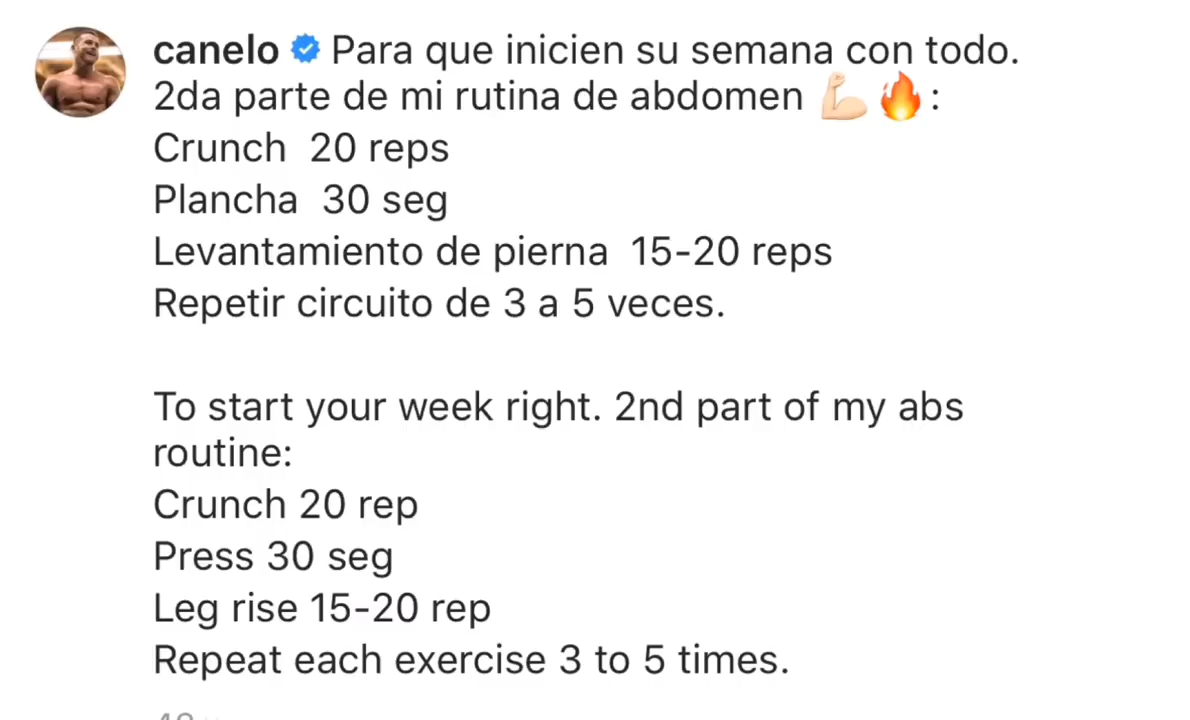 canelo Para que inicien su semana con todo.
2da parte de mi rutina de abdomen 💪🏻🔥:
Crunch  20 reps
Plancha  30 seg
Levantamiento de pierna  15-20 reps
Repetir circuito de 3 a 5 veces.
To start your week right. 2nd part of my abs
routine:
Crunch 20 rep
Press 30 seg
Leg rise 15-20 rep
Repeat each exercise 3 to 5 times.